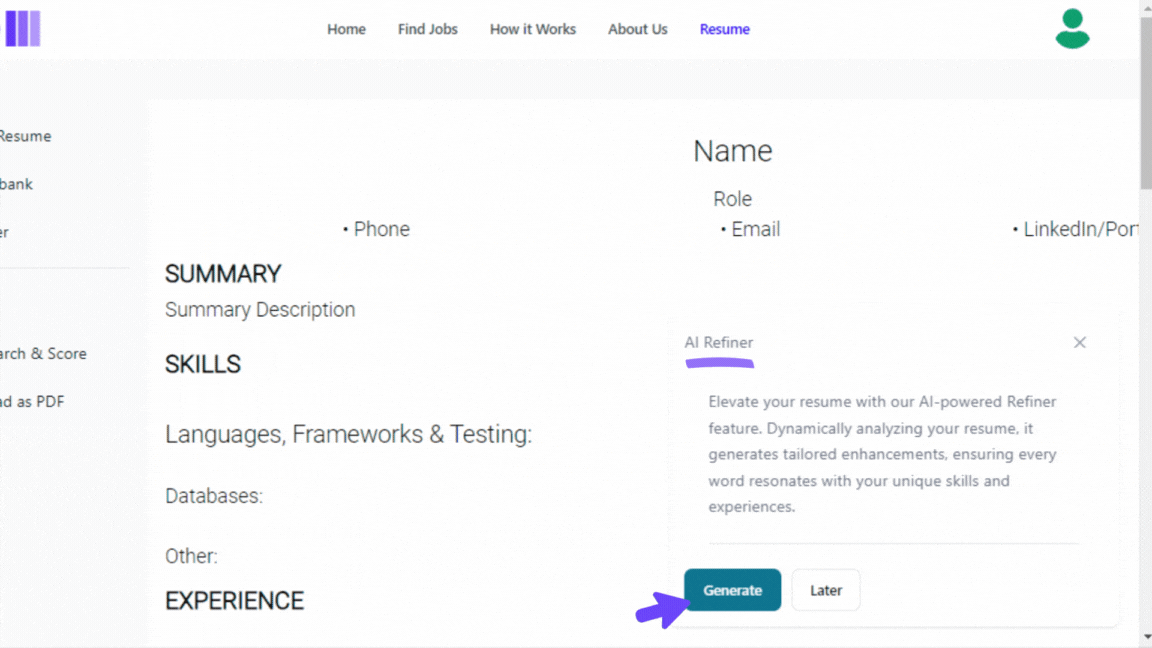 Home Find Jobs How it Works About Us Resume
Resume
bank
er
arch & Score
ad as PDF
Name
Role
• Phone • Email • LinkedIn/Port
SUMMARY
Summary Description
SKILLS
Languages, Frameworks & Testing:
Databases:
Other:
EXPERIENCE
AI Refiner
Elevate your resume with our AI-powered Refiner
feature. Dynamically analyzing your resume, it
generates tailored enhancements, ensuring every
word resonates with your unique skills and
experiences.
Generate Later